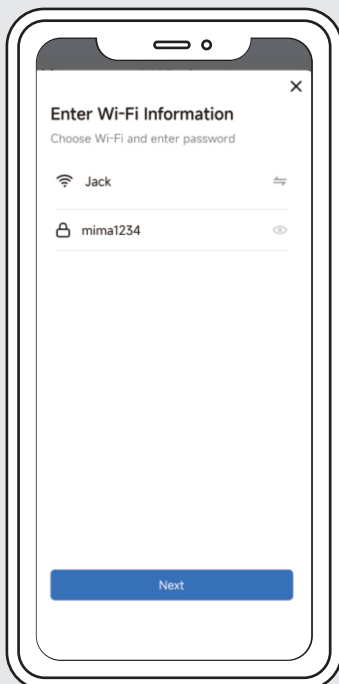 Enter Wi-Fi Information
Choose Wi-Fi and enter password
Jack
mima1234
Next